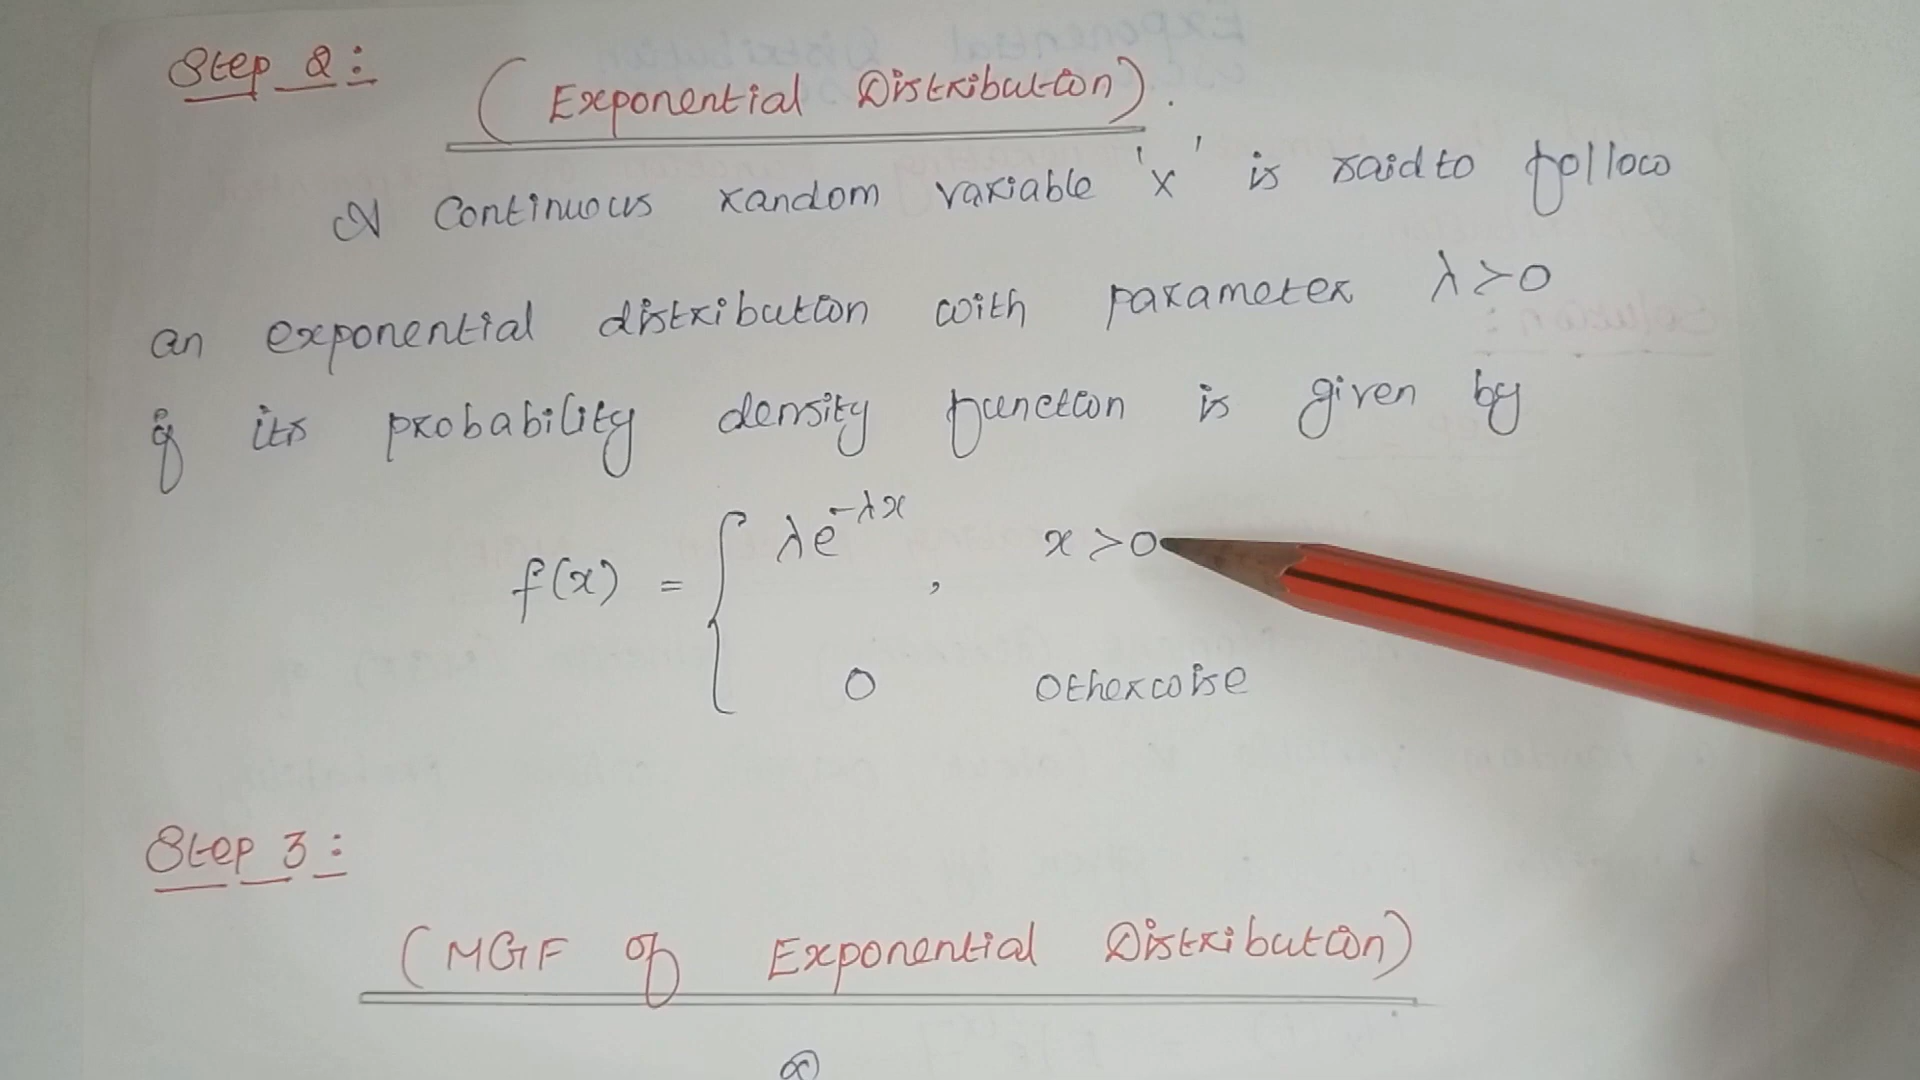 Step 2:
(Exponential Distribution).
A Continuous random variable 'x' is said to follow
an exponential distribution with parameter λ>0
if its probability density function is given by
f(x) = { λe^{-λx} , x>0
0 otherwise
Step 3:
(MGF of Exponential Distribution)
∞